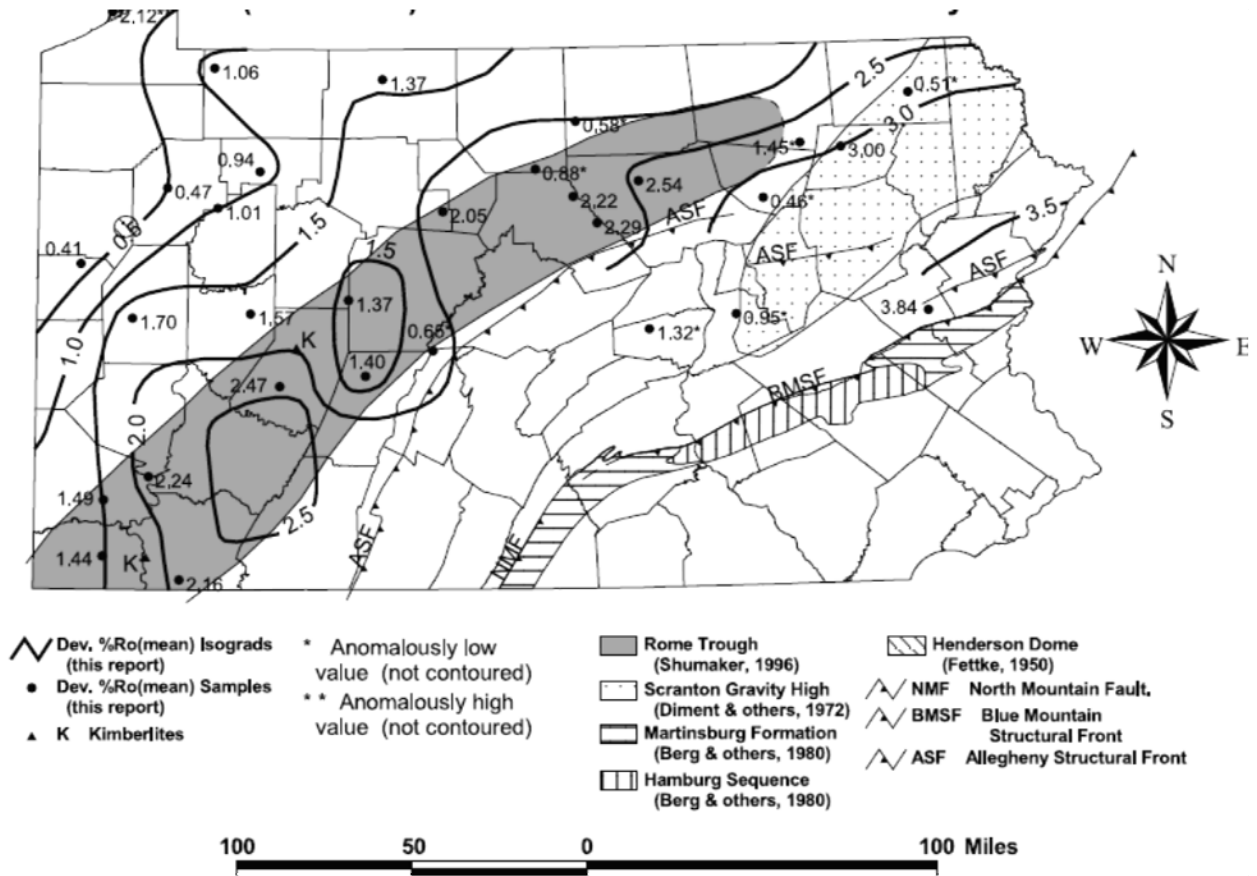 2.12*
1.06
1.37
2.5
0.51*
3.0
0.58*
1.45*
3,00
0.94
0.88*
2.54
0.47
1.01
2,22
0.46*
2.05
2,29
ASF
3.5
0.41
1.5
1.5
ASF
ASF
1.37
3.84
1.70
1,57
0.65*
1.32*
0.95*
1.0
K
1.40
2.47
BMSF
2.0
2,24
1.49
2.5
1.44
K
2,16
ASF
NMF
N
W
E
S
Dev. %Ro(mean) Isograds
(this report)
Dev. %Ro(mean) Samples
(this report)
K Kimberlites
* Anomalously low
value (not contoured)
* * Anomalously high
value (not contoured)
Rome Trough
(Shumaker, 1996)
Scranton Gravity High
(Diment & others, 1972)
Martinsburg Formation
(Berg & others, 1980)
Hamburg Sequence
(Berg & others, 1980)
Henderson Dome
(Fettke, 1950)
NMF North Mountain Fault.
BMSF Blue Mountain
Structural Front
ASF Allegheny Structural Front
100 50 0 100 Miles